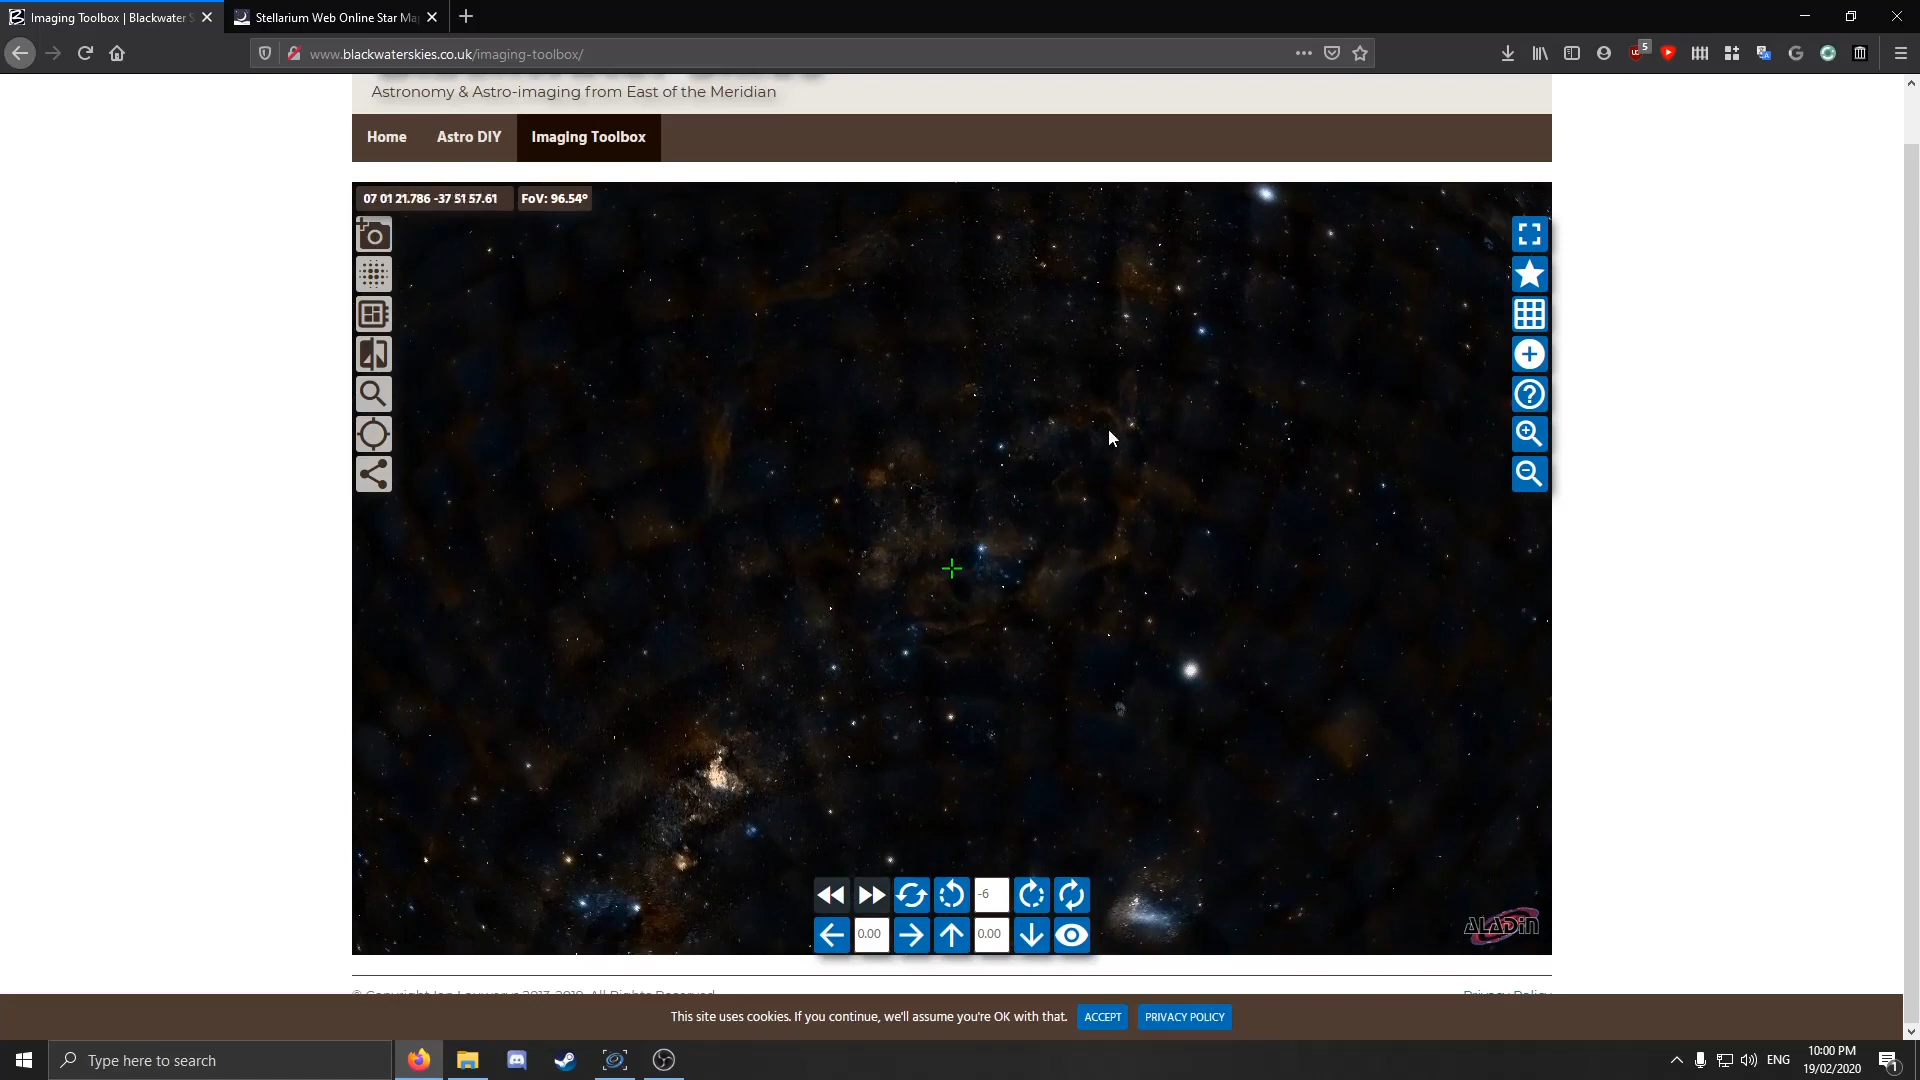 Imaging Toolbox | Blackwater S
Stellarium Web Online Star Ma
www.blackwaterskies.co.uk/imaging-toolbox/
5
Astronomy & Astro-imaging from East of the Meridian
Home
Astro DIY
Imaging Toolbox
07 01 21.786 -37 51 57.61
FoV: 96.54°
-6
0.00
0.00
ALADIN
This site uses cookies. If you continue, we'll assume you're OK with that.
ACCEPT
PRIVACY POLICY
Type here to search
ENG
10:00 PM
19/02/2020
1